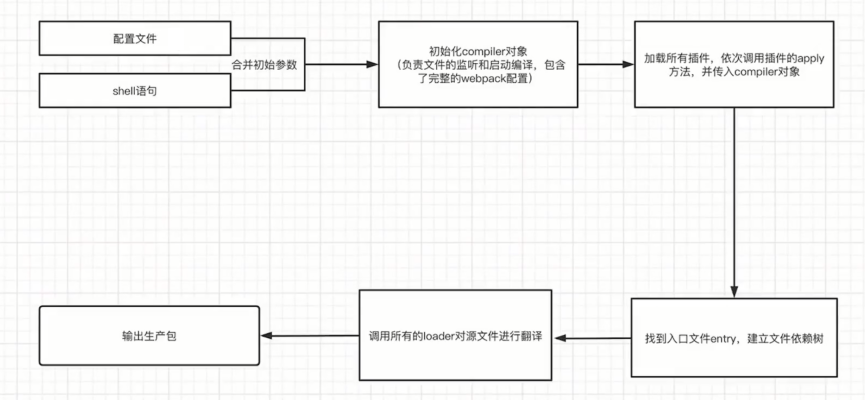 配置文件
合并初始参数
shell语句
初始化compiler对象
（负责文件的监听和启动编译，包含
了完整的webpack配置）
加载所有插件，依次调用插件的apply
方法，并传入compiler对象
输出生产包
调用所有的loader对源文件进行翻译
找到入口文件entry，建立文件依赖树